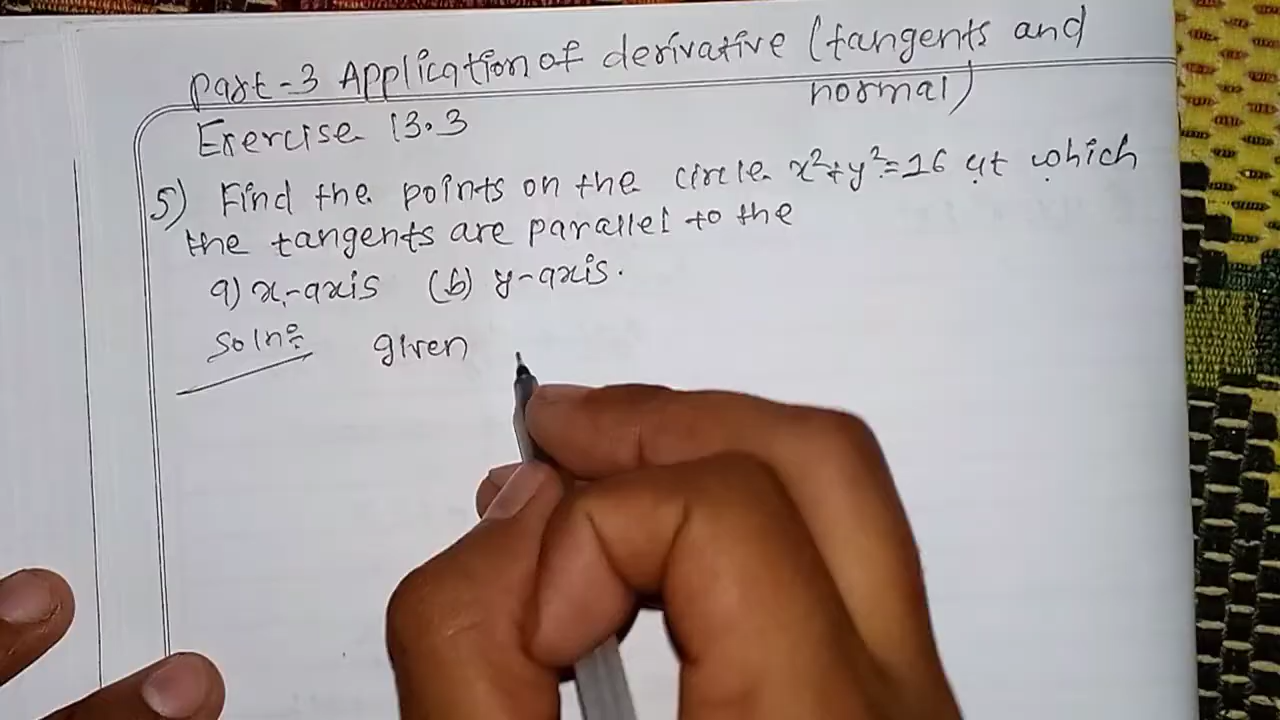 Part-3 Application of derivative (tangents and
normal)
Exercise 13.3
5) Find the points on the circle x²+y²=16 at which
the tangents are parallel to the
a) x-axis (b) y-axis.
Soln:
given